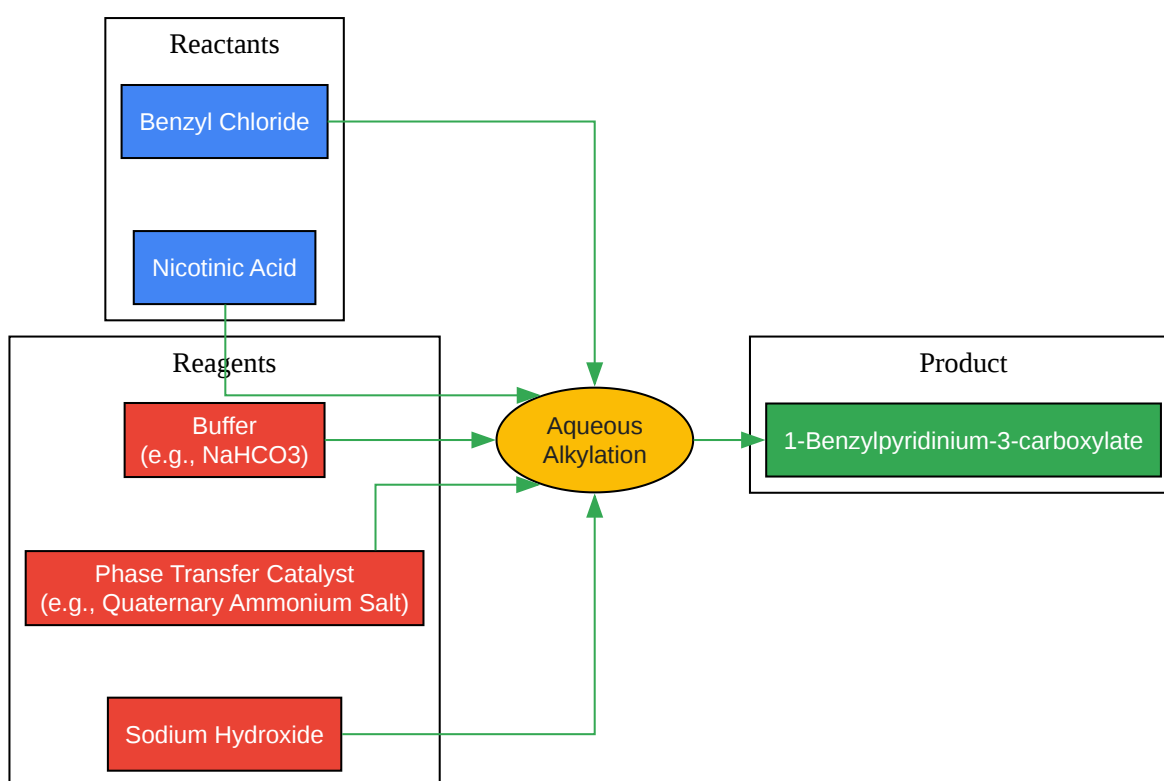 Reactants
Benzyl Chloride
Nicotinic Acid
Reagents
Buffer
(e.g., NaHCO3)
Phase Transfer Catalyst
(e.g., Quaternary Ammonium Salt)
Sodium Hydroxide
Aqueous
Alkylation
Product
1-Benzylpyridinium-3-carboxylate